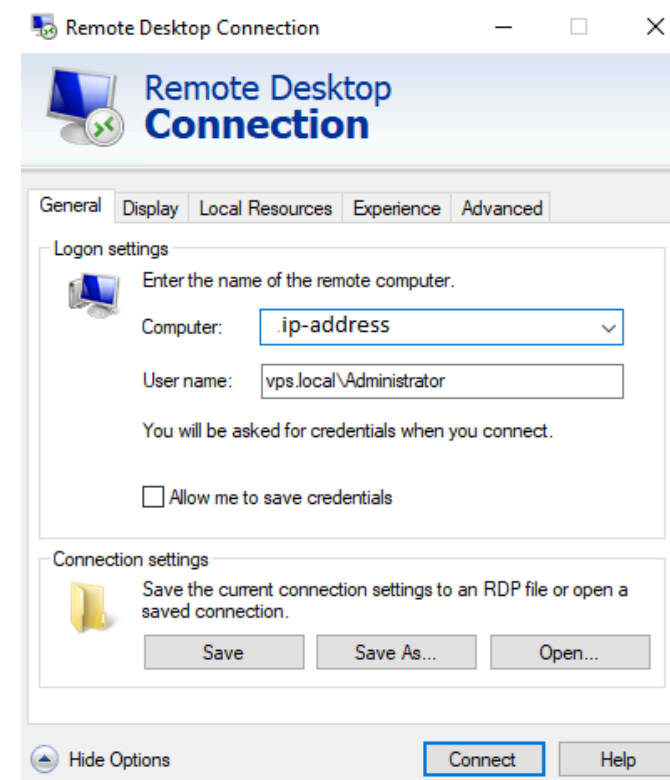 Remote Desktop Connection
Remote Desktop
Connection
General Display Local Resources Experience Advanced
Logon settings
Enter the name of the remote computer.
Computer: .ip-address
User name: vps.local\Administrator
You will be asked for credentials when you connect.
Allow me to save credentials
Connection settings
Save the current connection settings to an RDP file or open a
saved connection.
Save Save As... Open...
Hide Options Connect Help